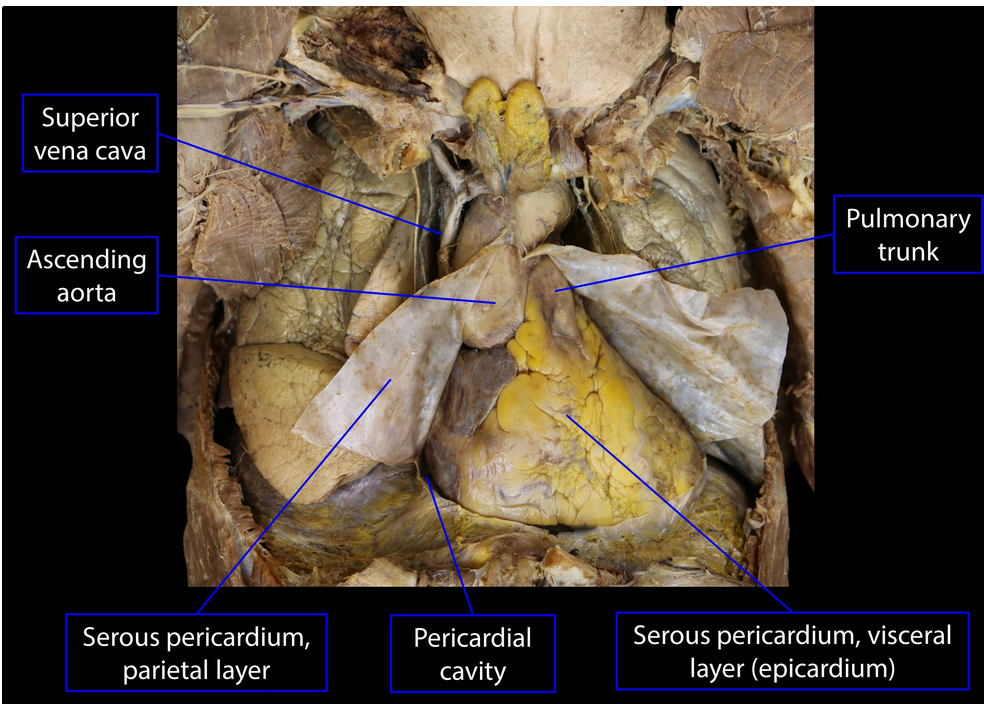 Superior
vena cava
Ascending
aorta
Pulmonary
trunk
Serous pericardium,
parietal layer
Pericardial
cavity
Serous pericardium, visceral
layer (epicardium)